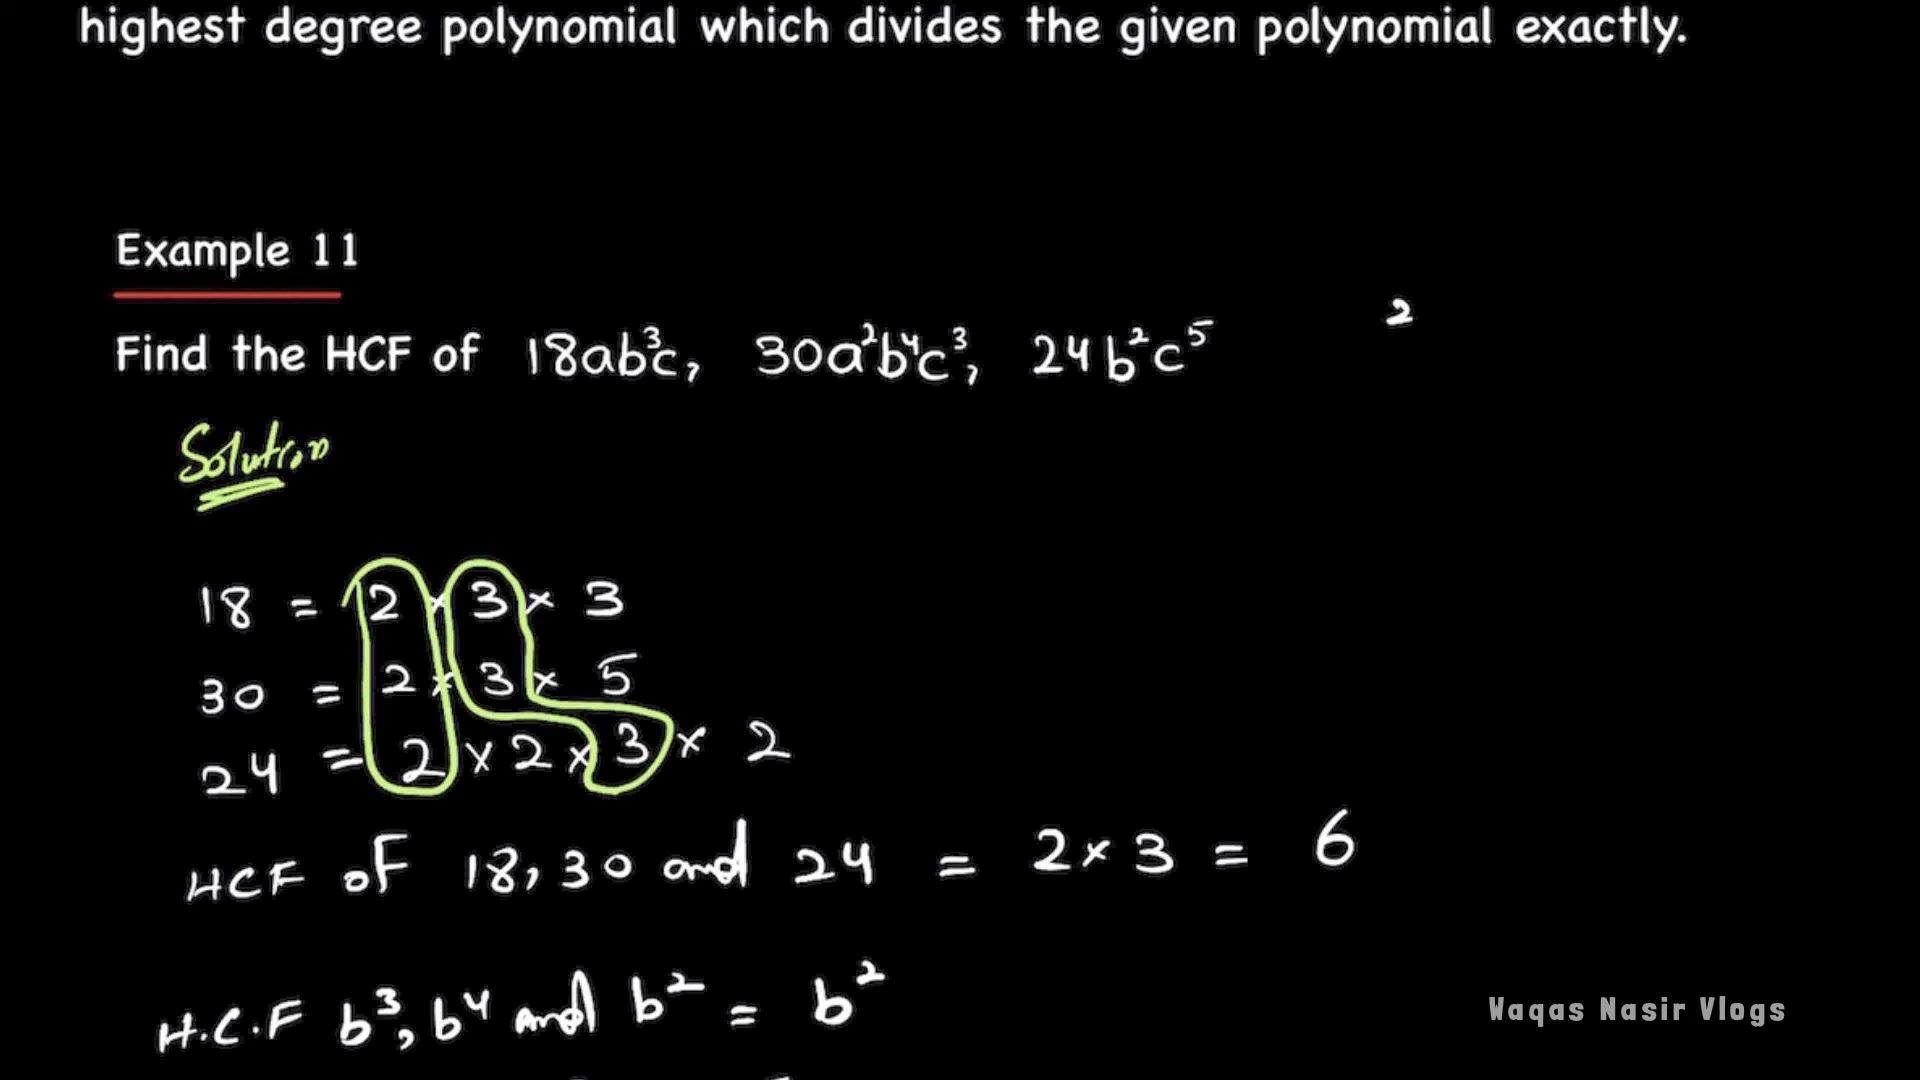 highest degree polynomial which divides the given polynomial exactly.
Example 11
2
Find the HCF of 18ab³c, 30a²b⁴c³, 24b²c⁵
Solution
18 = 2 × 3 × 3
30 = 2 × 3 × 5
24 = 2 × 2 × 3 × 2
HCF of 18, 30 and 24 = 2 × 3 = 6
H.C.F b³, b⁴ and b² = b²
Waqas Nasir Vlogs